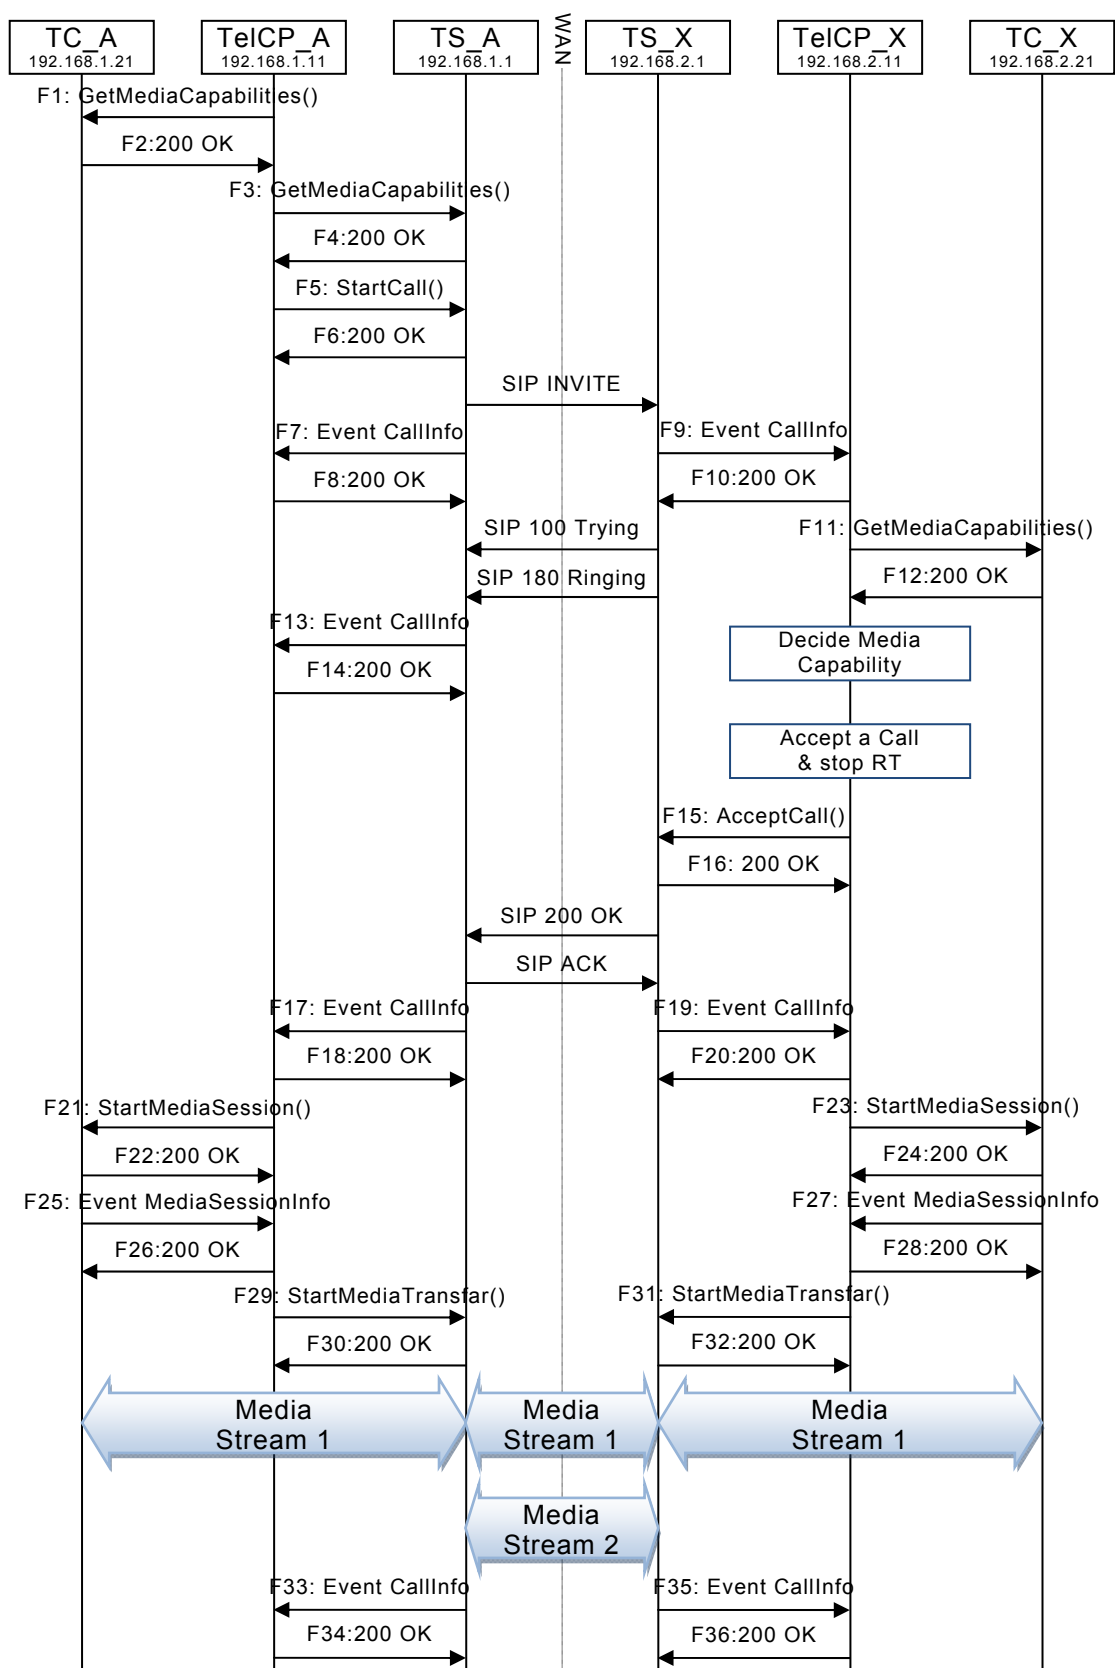 TC_A
192.168.1.21
TelCP_A
192.168.1.11
TS_A
192.168.1.1
WAN
TS_X
192.168.2.1
TelCP_X
192.168.2.11
TC_X
192.168.2.21
F1: GetMediaCapabilities()
F2:200 OK
F3: GetMediaCapabilities()
F4:200 OK
F5: StartCall()
F6:200 OK
SIP INVITE
F7: Event CallInfo
F9: Event CallInfo
F8:200 OK
F10:200 OK
SIP 100 Trying
F11: GetMediaCapabilities()
SIP 180 Ringing
F12:200 OK
F13: Event CallInfo
Decide Media
Capability
F14:200 OK
Accept a Call
& stop RT
F15: AcceptCall()
F16: 200 OK
SIP 200 OK
SIP ACK
F17: Event CallInfo
F19: Event CallInfo
F18:200 OK
F20:200 OK
F21: StartMediaSession()
F23: StartMediaSession()
F22:200 OK
F24:200 OK
F25: Event MediaSessionInfo
F27: Event MediaSessionInfo
F26:200 OK
F28:200 OK
F29: StartMediaTransfar()
F31: StartMediaTransfar()
F30:200 OK
F32:200 OK
Media
Stream 1
Media
Stream 1
Media
Stream 1
Media
Stream 2
F33: Event CallInfo
F35: Event CallInfo
F34:200 OK
F36:200 OK